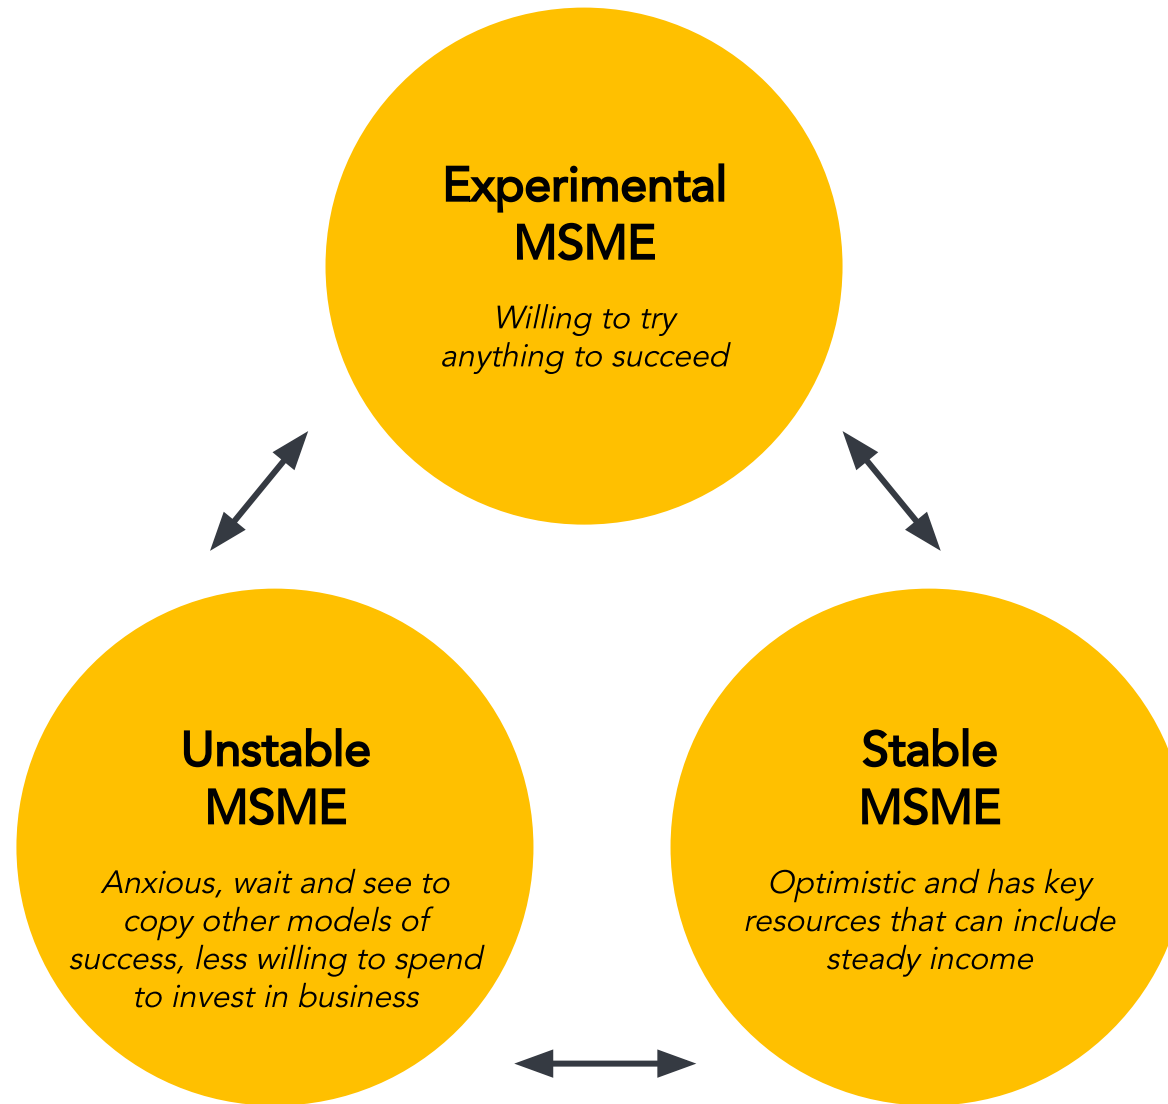 Experimental
MSME
Willing to try
anything to succeed
Unstable
MSME
Anxious, wait and see to
copy other models of
success, less willing to spend
to invest in business
Stable
MSME
Optimistic and has key
resources that can include
steady income